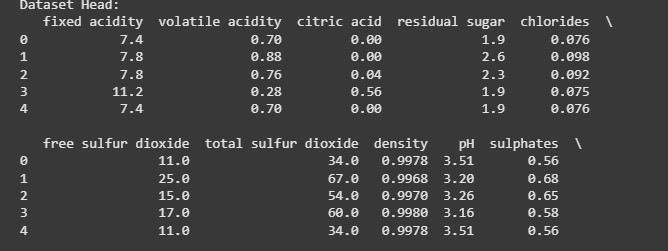 Dataset Head:
   fixed acidity  volatile acidity  citric acid  residual sugar  chlorides  \
0            7.4              0.70         0.00             1.9      0.076
1            7.8              0.88         0.00             2.6      0.098
2            7.8              0.76         0.04             2.3      0.092
3           11.2              0.28         0.56             1.9      0.075
4            7.4              0.70         0.00             1.9      0.076
   free sulfur dioxide  total sulfur dioxide  density    pH  sulphates  \
0                 11.0                  34.0   0.9978  3.51       0.56
1                 25.0                  67.0   0.9968  3.20       0.68
2                 15.0                  54.0   0.9970  3.26       0.65
3                 17.0                  60.0   0.9980  3.16       0.58
4                 11.0                  34.0   0.9978  3.51       0.56